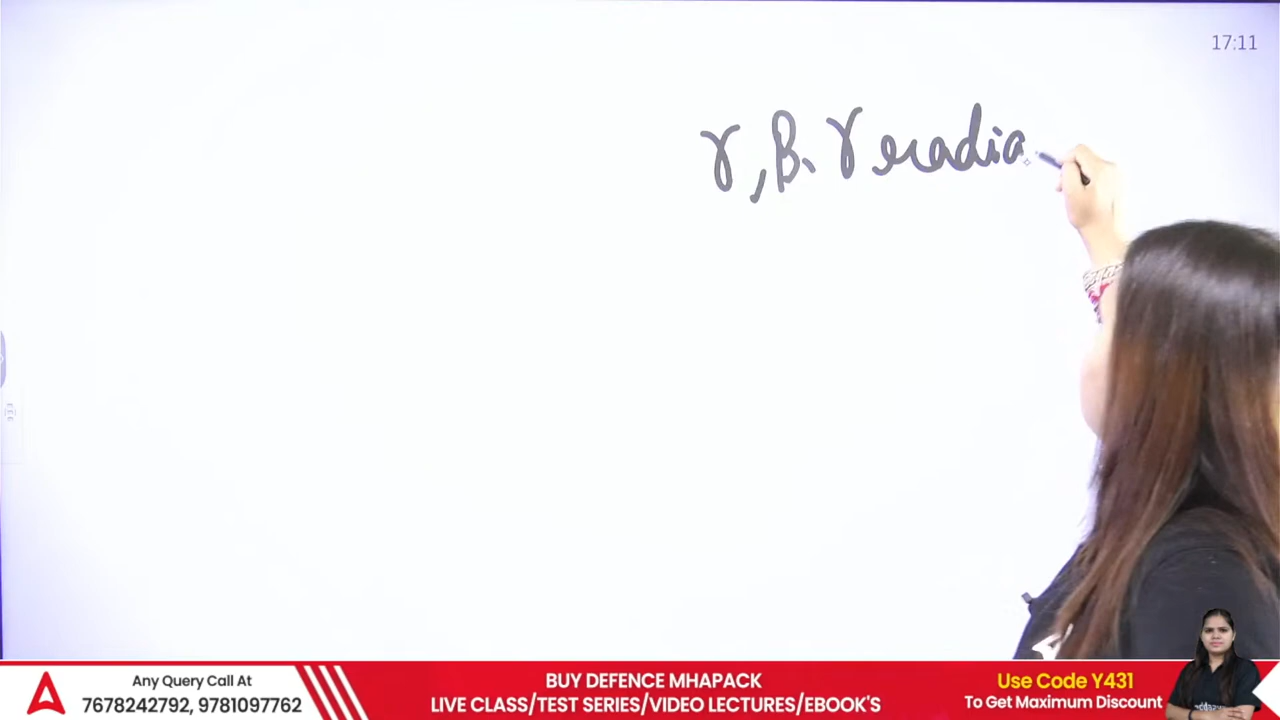 17:11
γ, β, γ radia
Any Query Call At
7678242792, 9781097762
BUY DEFENCE MHAPACK
LIVE CLASS/TEST SERIES/VIDEO LECTURES/EBOOK'S
Use Code Y431
To Get Maximum Discount